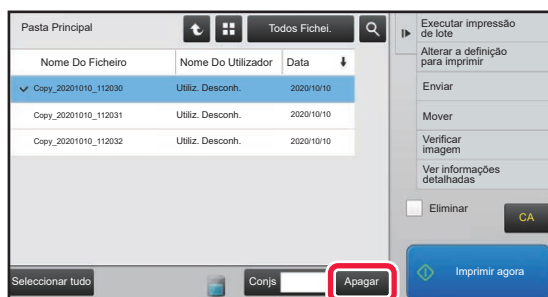 Pasta Principal
Todos Fichei.
Nome Do Ficheiro
Nome Do Utilizador
Data
Copy_20201010_112030
Utiliz. Desconh.
2020/10/10
Copy_20201010_112031
Utiliz. Desconh.
2020/10/10
Copy_20201010_112032
Utiliz. Desconh.
2020/10/10
Seleccionar tudo
Conjs
Apagar
Executar impressão
de lote
Alterar a definição
para imprimir
Enviar
Mover
Verificar
imagem
Ver informações
detalhadas
Eliminar
CA
Imprimir agora